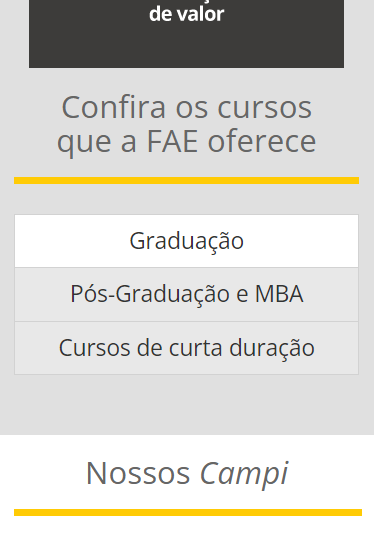 de valor
Confira os cursos
que a FAE oferece
Graduação
Pós-Graduação e MBA
Cursos de curta duração
Nossos Campi